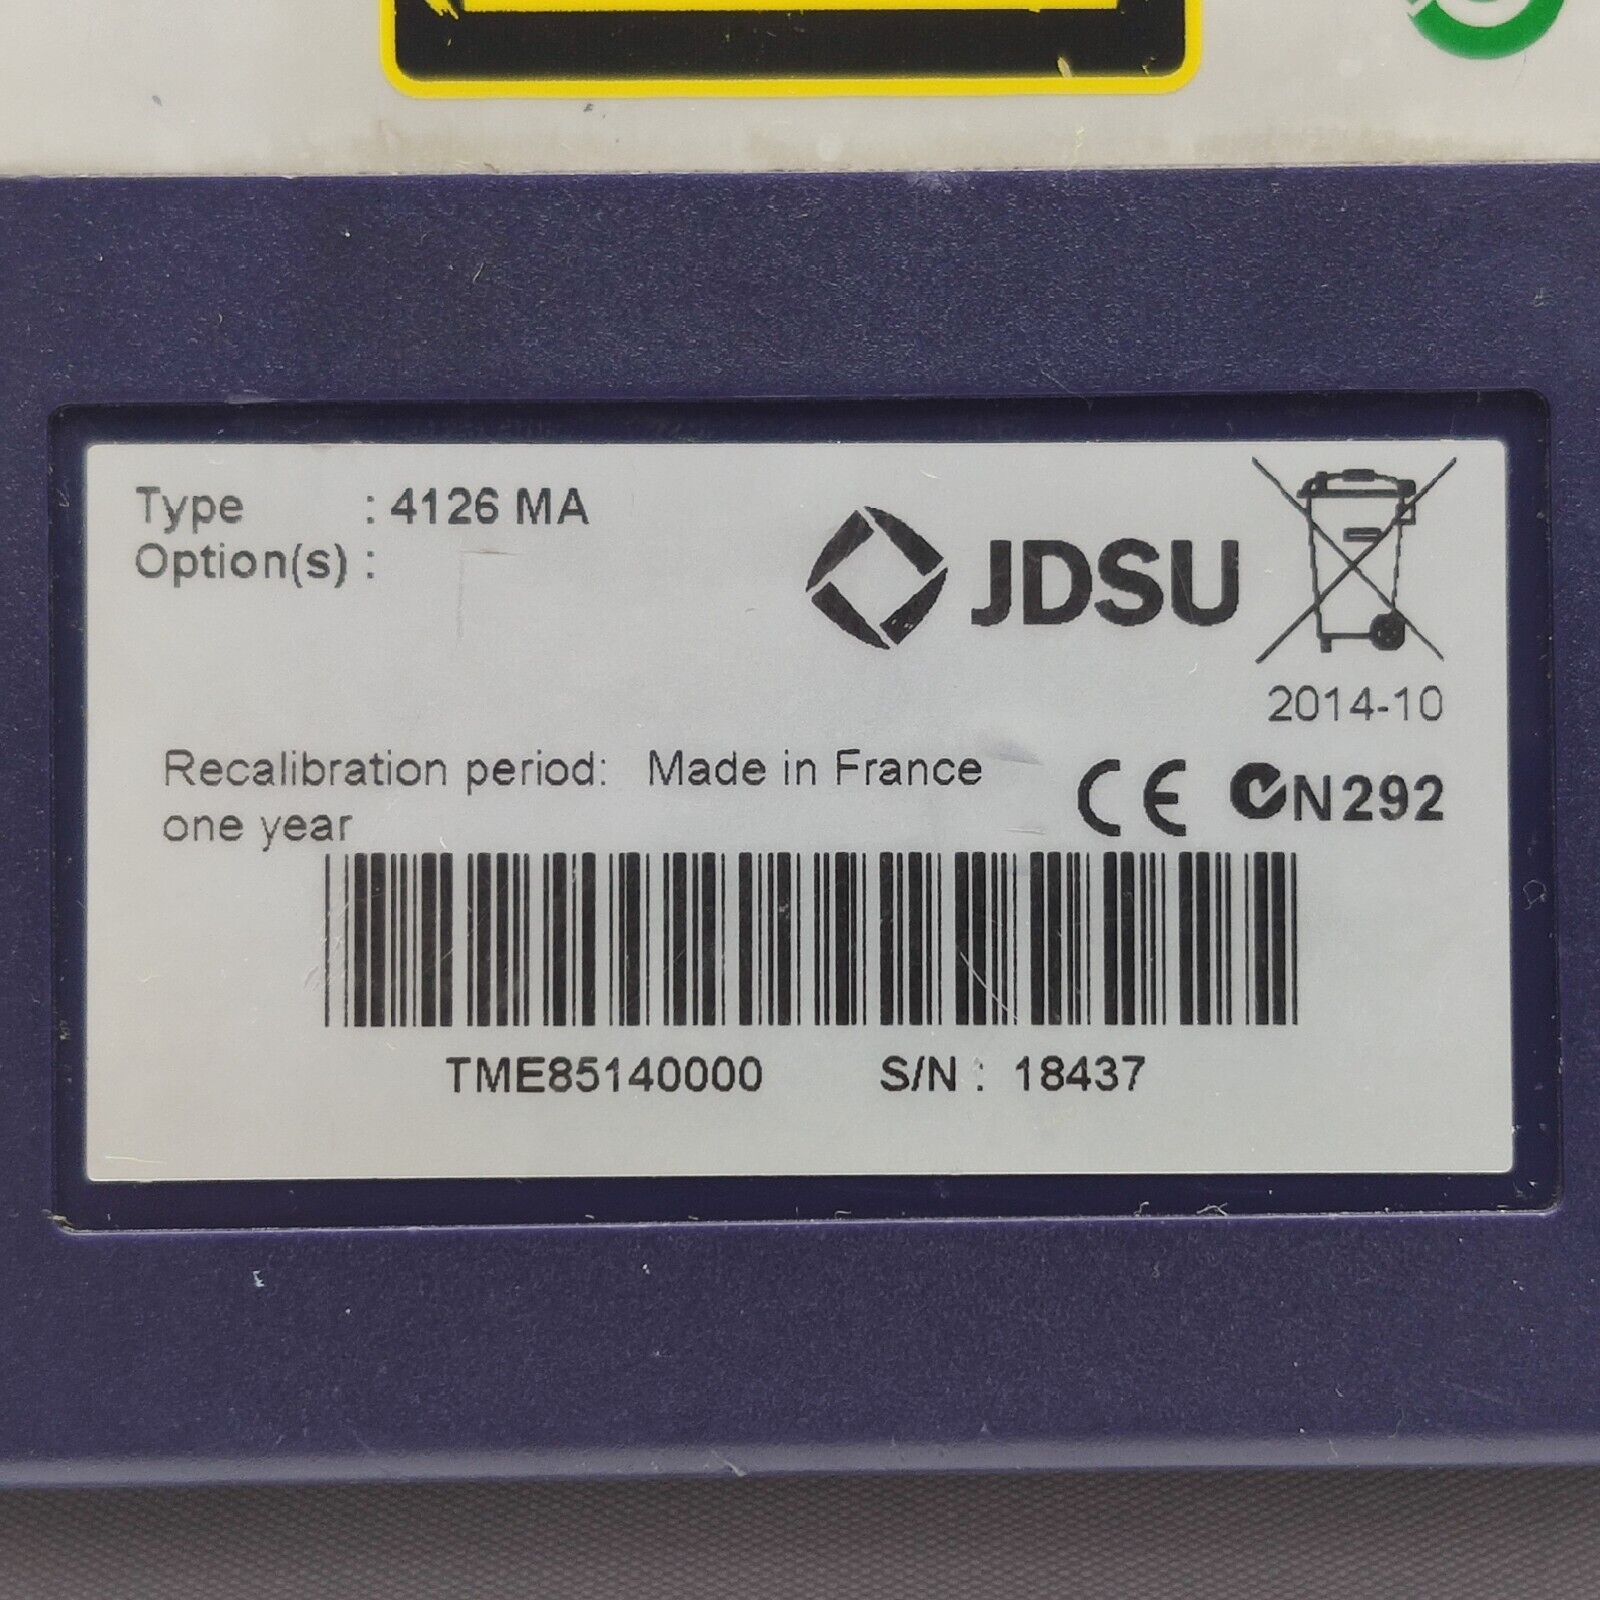 Type : 4126 MA
Option(s) :
JDSU
2014-10
Recalibration period: Made in France
one year
CE N292
TME85140000 S/N : 18437